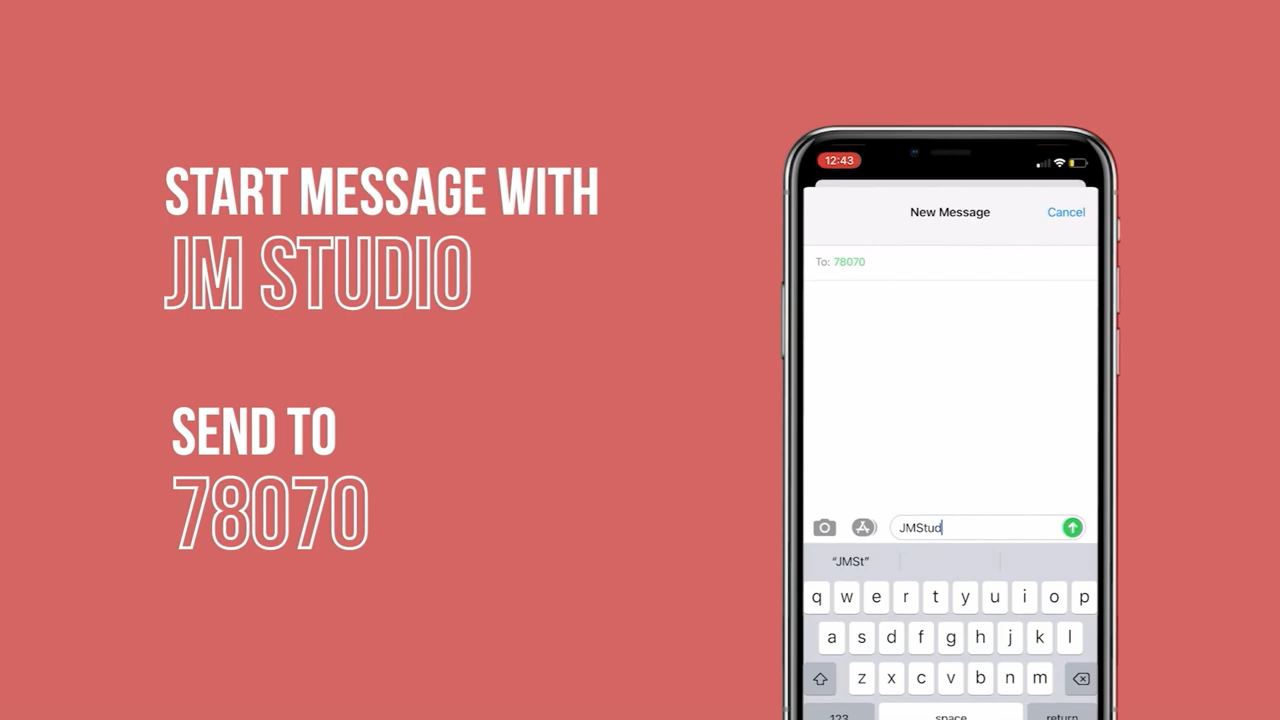 START MESSAGE WITH
JM STUDIO
SEND TO
78070
12:43
New Message
Cancel
To: 78070
JMStud
“JMSt”
q w e r t y u i o p
a s d f g h j k l
z x c v b n m
123 space return